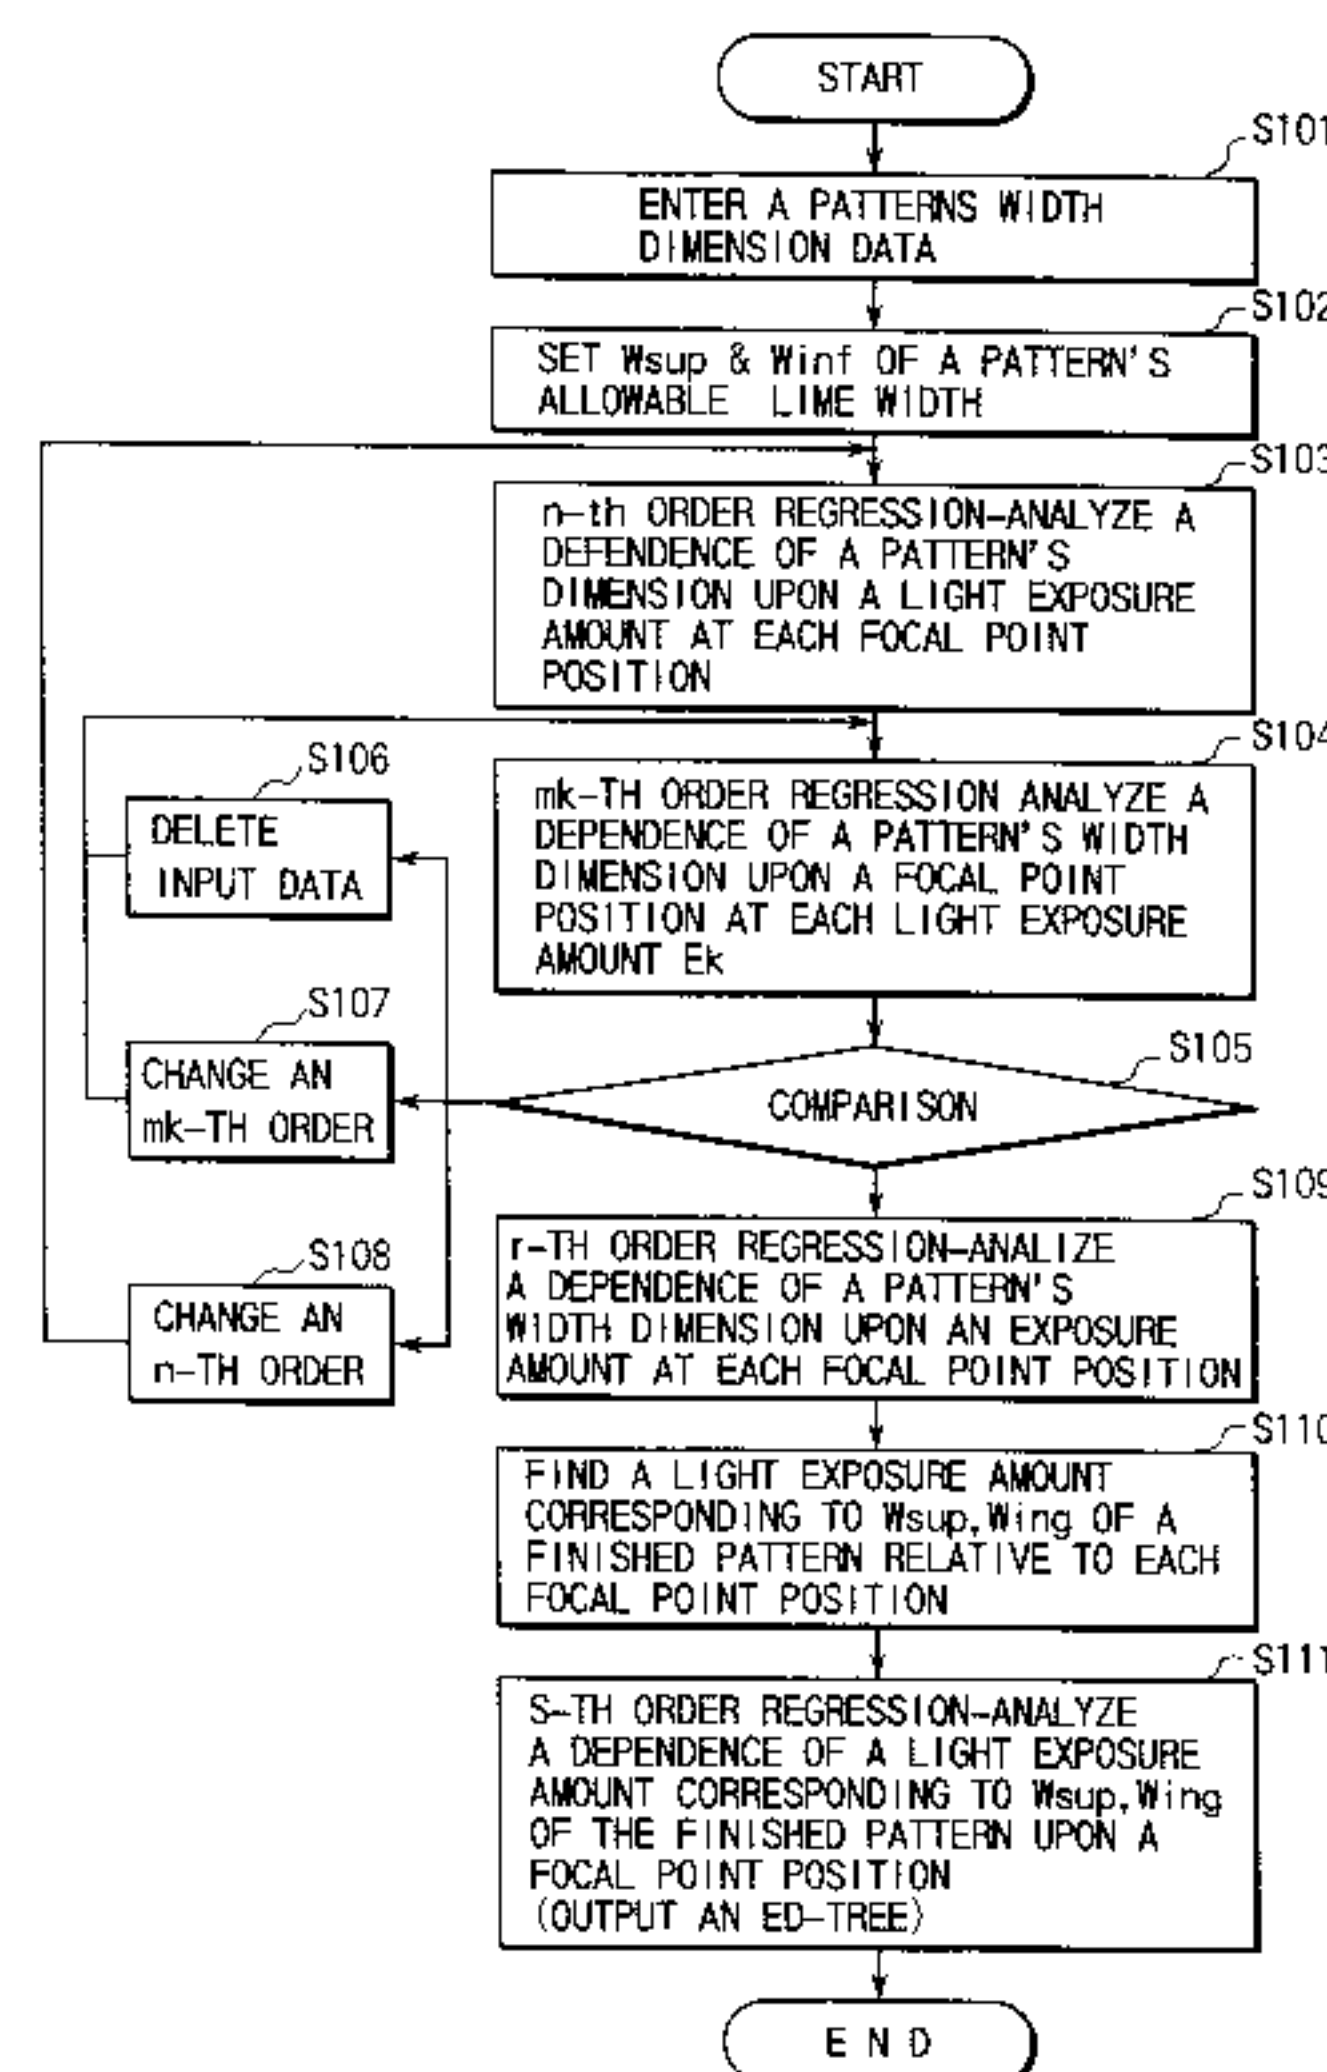 START
S101
ENTER A PATTERNS WIDTH
DIMENSION DATA
S102
SET Wsup & Winf OF A PATTERN'S
ALLOWABLE LIME WIDTH
S103
n-th ORDER REGRESSION-ANALYZE A
DEFENDENCE OF A PATTERN'S
DIMENSION UPON A LIGHT EXPOSURE
AMOUNT AT EACH FOCAL POINT
POSITION
S104
mk-TH ORDER REGRESSION ANALYZE A
DEPENDENCE OF A PATTERN'S WIDTH
DIMENSION UPON A FOCAL POINT
POSITION AT EACH LIGHT EXPOSURE
AMOUNT Ek
S106
DELETE
INPUT DATA
S107
CHANGE AN
mk-TH ORDER
S105
COMPARISON
S108
CHANGE AN
n-TH ORDER
S109
r-TH ORDER REGRESSION-ANALIZE
A DEPENDENCE OF A PATTERN'S
WIDTH DIMENSION UPON AN EXPOSURE
AMOUNT AT EACH FOCAL POINT POSITION
S110
FIND A LIGHT EXPOSURE AMOUNT
CORRESPONDING TO Wsup,Wing OF A
FINISHED PATTERN RELATIVE TO EACH
FOCAL POINT POSITION
S111
S-TH ORDER REGRESSION-ANALYZE
A DEPENDENCE OF A LIGHT EXPOSURE
AMOUNT CORRESPONDING TO Wsup,Wing
OF THE FINISHED PATTERN UPON A
FOCAL POINT POSITION
(OUTPUT AN ED-TREE)
END